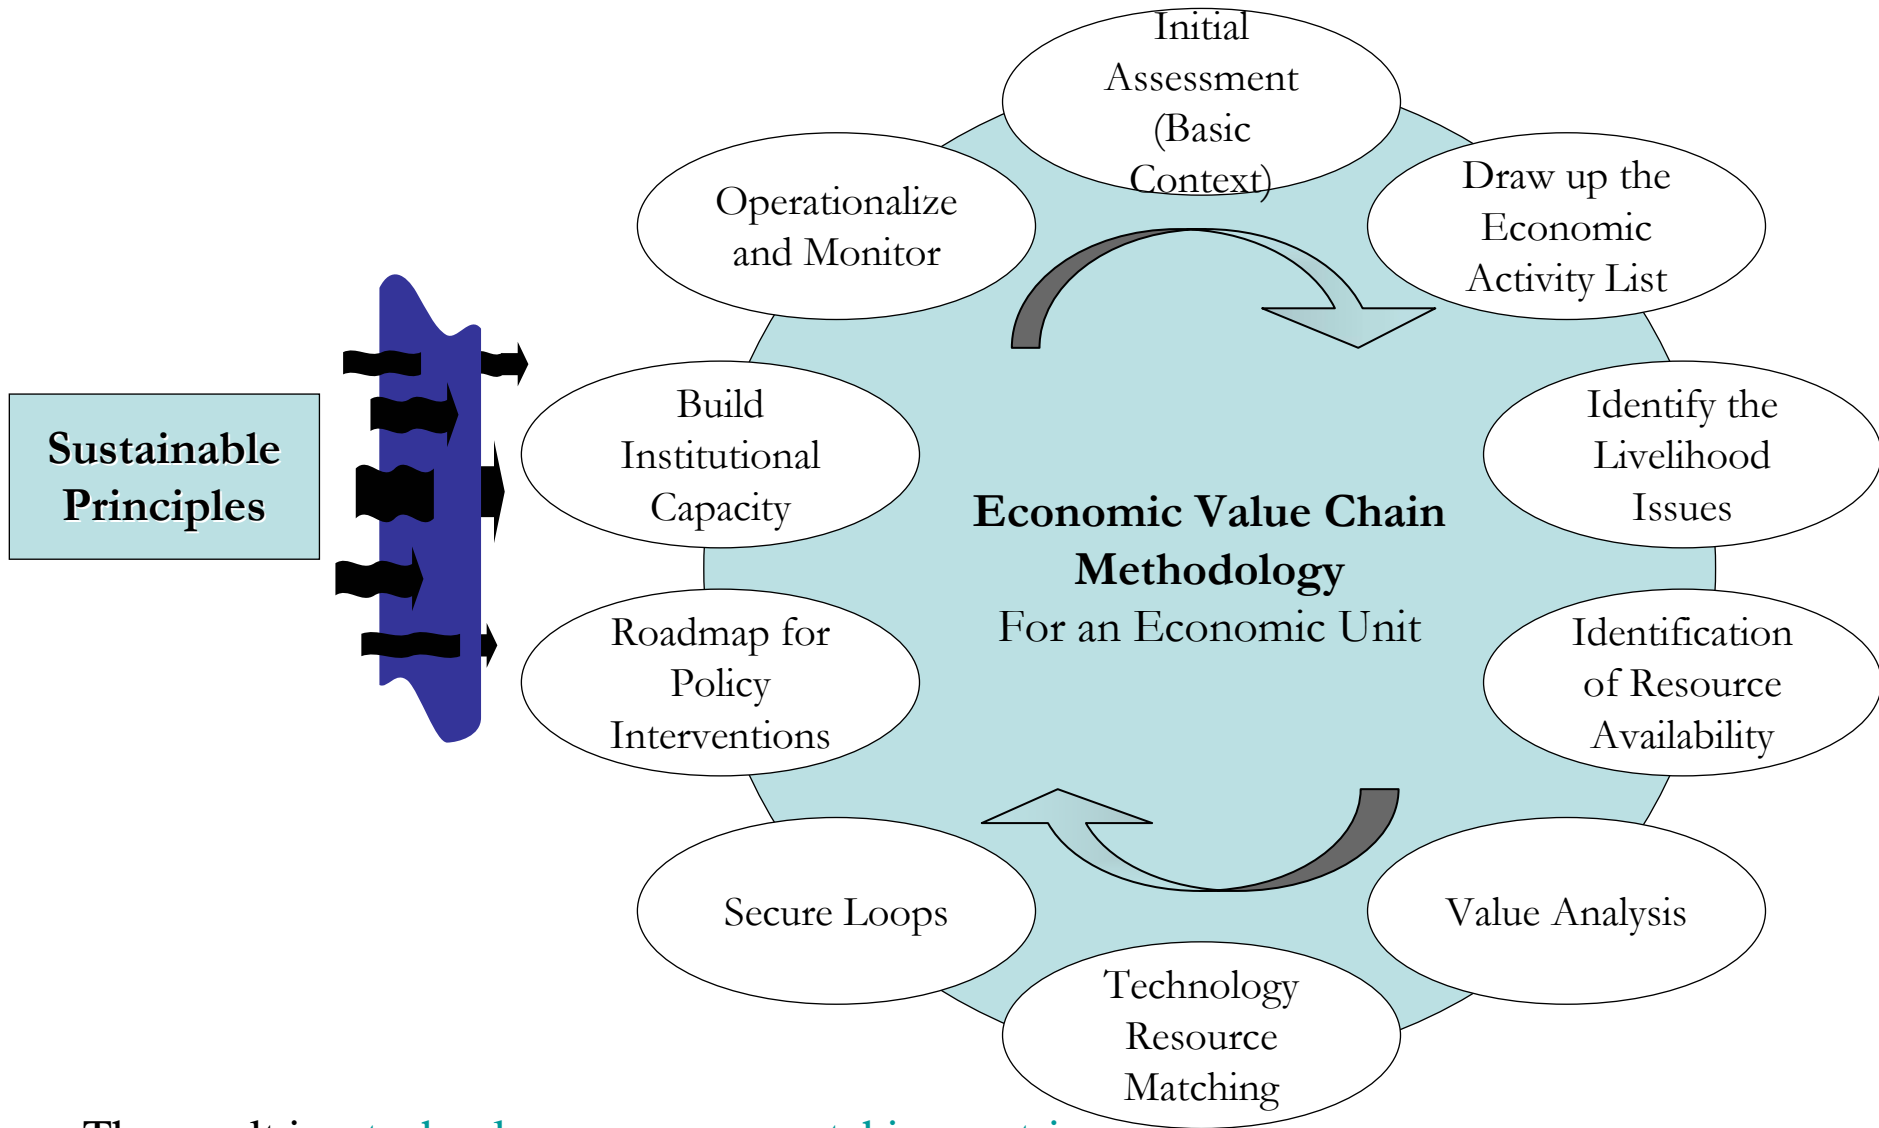 Initial
Assessment
(Basic
Context)
Draw up the
Economic
Activity List
Identify the
Livelihood
Issues
Identification
of Resource
Availability
Value Analysis
Technology
Resource
Matching
Secure Loops
Roadmap for
Policy
Interventions
Build
Institutional
Capacity
Operationalize
and Monitor
Sustainable
Principles
Economic Value Chain
Methodology
For an Economic Unit